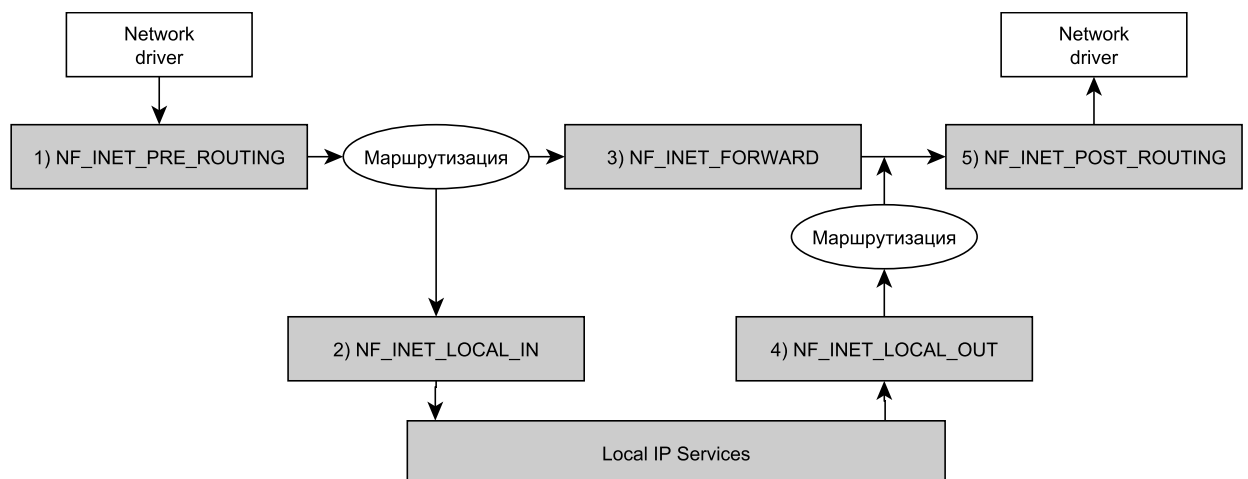 Network
driver
Network
driver
1) NF_INET_PRE_ROUTING
Маршрутизация
3) NF_INET_FORWARD
5) NF_INET_POST_ROUTING
Маршрутизация
2) NF_INET_LOCAL_IN
4) NF_INET_LOCAL_OUT
Local IP Services